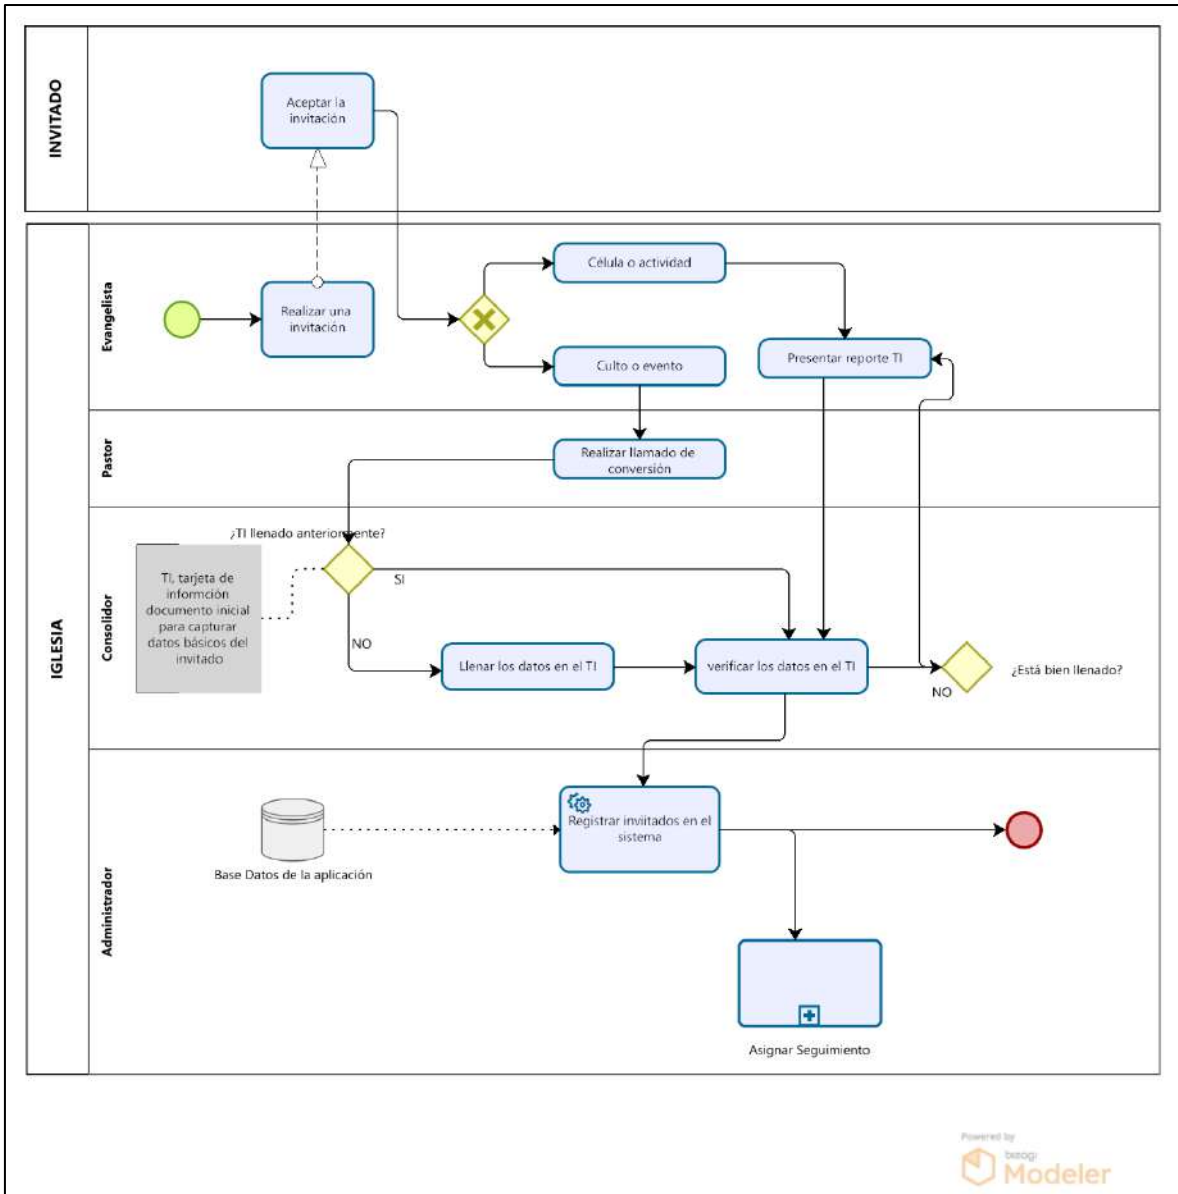 INVITADO
Aceptar la
invitación
IGLESIA
Evangelista
Realizar una
invitación
Célula o actividad
Culto o evento
Presentar reporte TI
Pastor
Realizar llamado de
conversión
Consolidor
¿TI llenado anteriormente?
TI, tarjeta de
informción
documento inicial
para capturar
datos básicos del
invitado
SI
NO
Llenar los datos en el TI
verificar los datos en el TI
NO
¿Está bien llenado?
Administrador
Base Datos de la aplicación
Registrar inviitados en el
sistema
Asignar Seguimiento
Powered by
bizagi
Modeler